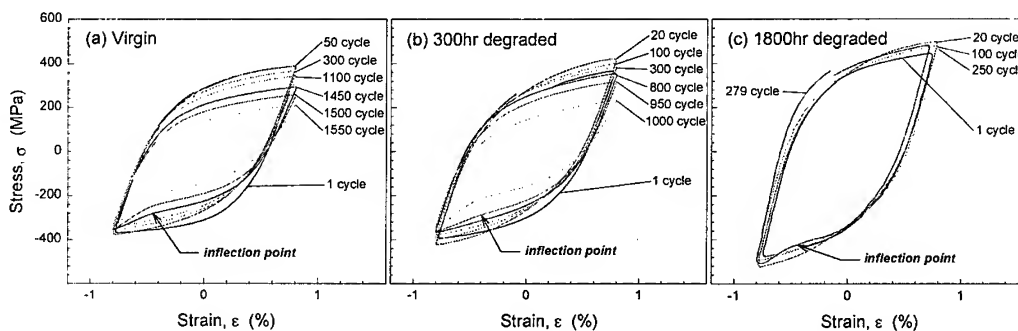 600
400
200
0
-200
-400
Stress, σ (MPa)
(a) Virgin
50 cycle
300 cycle
1100 cycle
1450 cycle
1500 cycle
1550 cycle
1 cycle
inflection point
-1
0
1
Strain, ε (%)
(b) 300hr degraded
20 cycle
100 cycle
300 cycle
800 cycle
950 cycle
1000 cycle
1 cycle
inflection point
-1
0
1
Strain, ε (%)
(c) 1800hr degraded
20 cycle
100 cycle
250 cycle
279 cycle
1 cycle
inflection point
-1
0
1
Strain, ε (%)